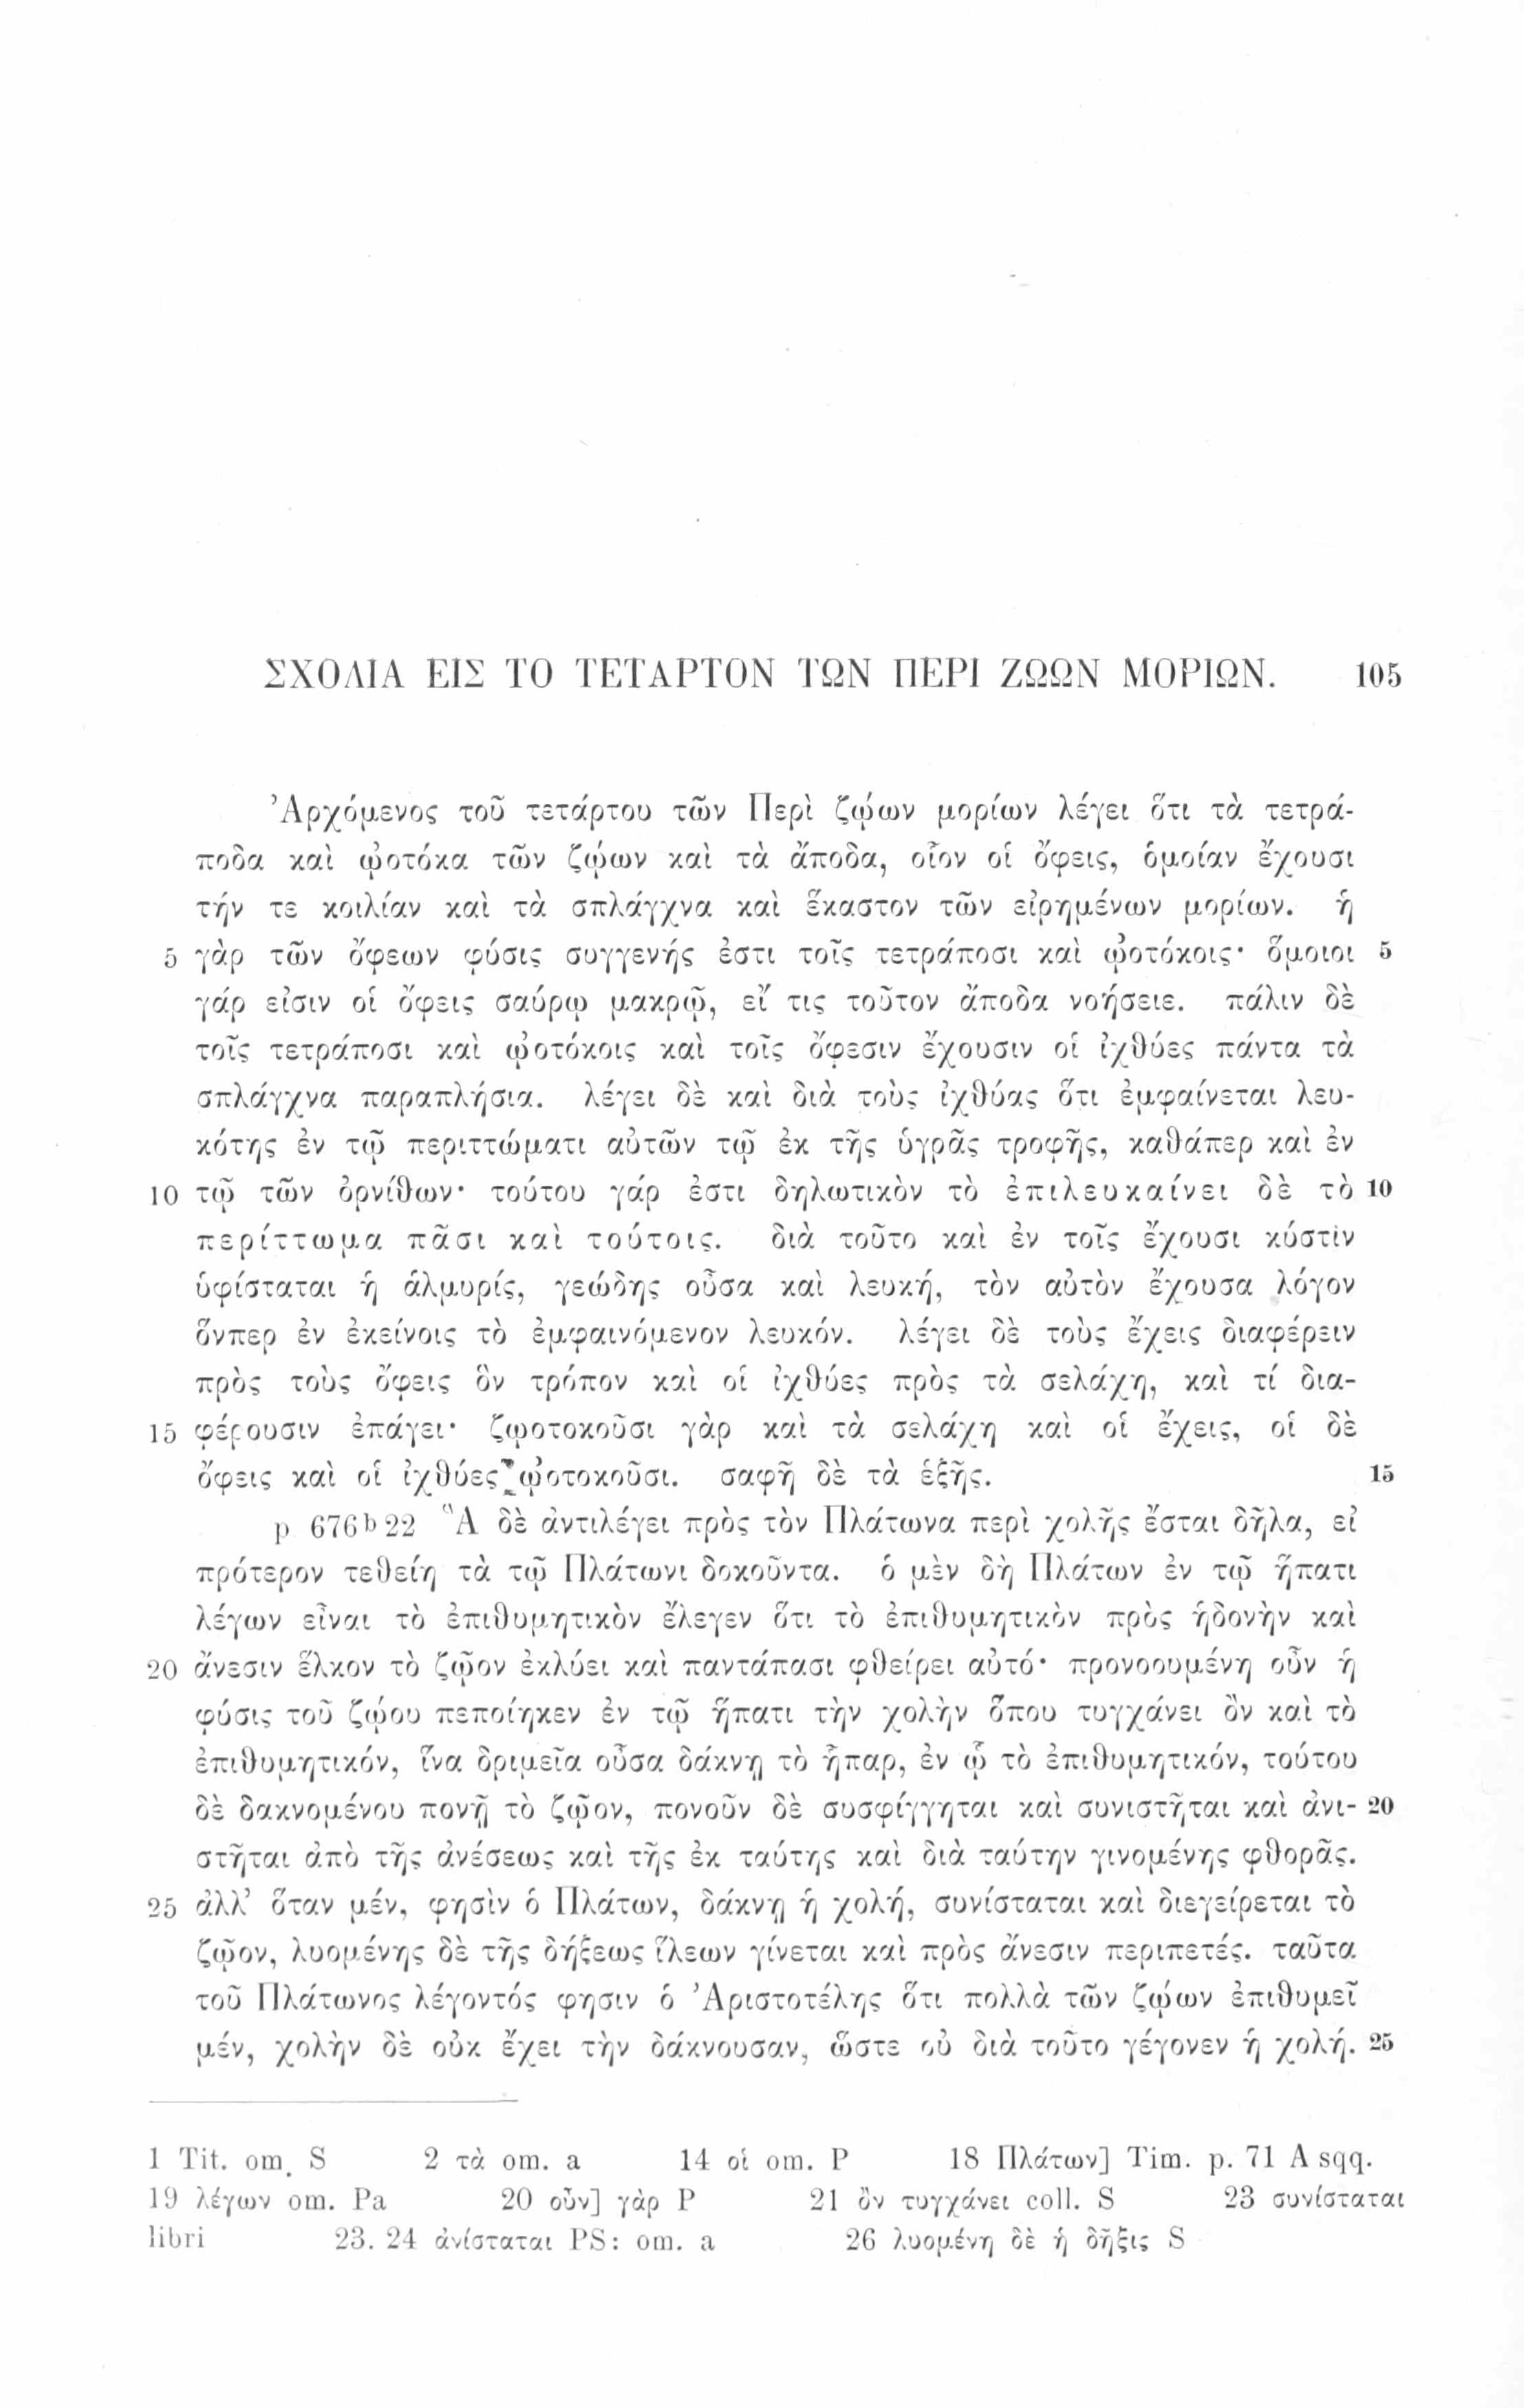 ΣΧΟΛΙΑ ΕΙΣ ΤΟ ΤΕΤΑΡΤΟΝ ΤΩΝ ΠΕΡΙ ΖΩΩΝ ΜΟΡΙΩΝ. 105
Ἀρχόμενος τοῦ τετάρτου τῶν Περὶ ζῴων μορίων λέγει ὅτι τὰ τετρά-
ποδα καὶ ᾠοτόκα τῶν ζῴων καὶ τὰ ἄποδα, οἷον οἱ ὄφεις, ὁμοίαν ἔχουσι
τήν τε κοιλίαν καὶ τὰ σπλάγχνα καὶ ἕκαστον τῶν εἰρημένων μορίων. ἡ
5 γὰρ τῶν ὄφεων φύσις συγγενής ἐστι τοῖς τετράποσι καὶ ᾠοτόκοις· ὅμοιοι 5
γάρ εἰσιν οἱ ὄφεις σαύρῳ μακρῷ, εἴ τις τοῦτον ἄποδα νοήσειε. πάλιν δὲ
τοῖς τετράποσι καὶ ᾠοτόκοις καὶ τοῖς ὄφεσιν ἔχουσιν οἱ ἰχθύες πάντα τὰ
σπλάγχνα παραπλήσια. λέγει δὲ καὶ διὰ τοὺς ἰχθύας ὅτι ἐμφαίνεται λευ-
κότης ἐν τῷ περιττώματι αὐτῶν τῷ ἐκ τῆς ὑγρᾶς τροφῆς, καθάπερ καὶ ἐν
10 τῷ τῶν ὀρνίθων· τούτου γάρ ἐστι δηλωτικὸν τὸ ἐπιλευκαίνει δὲ τὸ 10
περίττωμα πᾶσι καὶ τούτοις. διὰ τοῦτο καὶ ἐν τοῖς ἔχουσι κύστιν
ὑφίσταται ἡ ἁλμυρίς, γεώδης οὖσα καὶ λευκή, τὸν αὐτὸν ἔχουσα λόγον
ὅνπερ ἐν ἐκείνοις τὸ ἐμφαινόμενον λευκόν. λέγει δὲ τοὺς ἔχεις διαφέρειν
πρὸς τοὺς ὄφεις ὃν τρόπον καὶ οἱ ἰχθύες πρὸς τὰ σελάχη, καὶ τί δια-
15 φέρουσιν ἐπάγει· ζῳοτοκοῦσι γὰρ καὶ τὰ σελάχη καὶ οἱ ἔχεις, οἱ δὲ
ὄφεις καὶ οἱ ἰχθύες ᾠοτοκοῦσι. σαφῆ δὲ τὰ ἑξῆς. 15
p 676b22 Ἃ δὲ ἀντιλέγει πρὸς τὸν Πλάτωνα περὶ χολῆς ἔσται δῆλα, εἰ
πρότερον τεθείη τὰ τῷ Πλάτωνι δοκοῦντα. ὁ μὲν δὴ Πλάτων ἐν τῷ ἥπατι
λέγων εἶναι τὸ ἐπιθυμητικὸν ἔλεγεν ὅτι τὸ ἐπιθυμητικὸν πρὸς ἡδονὴν καὶ
20 ἄνεσιν ἕλκον τὸ ζῷον ἐκλύει καὶ παντάπασι φθείρει αὐτό· προνοουμένη οὖν ἡ
φύσις τοῦ ζῴου πεποίηκεν ἐν τῷ ἥπατι τὴν χολὴν ὅπου τυγχάνει ὂν καὶ τὸ
ἐπιθυμητικόν, ἵνα δριμεῖα οὖσα δάκνῃ τὸ ἧπαρ, ἐν ᾧ τὸ ἐπιθυμητικόν, τούτου
δὲ δακνομένου πονῇ τὸ ζῷον, πονοῦν δὲ συσφίγγηται καὶ συνιστῆται καὶ ἀνι- 20
στῆται ἀπὸ τῆς ἀνέσεως καὶ τῆς ἐκ ταύτης καὶ διὰ ταύτην γινομένης φθορᾶς.
25 ἀλλ’ ὅταν μέν, φησὶν ὁ Πλάτων, δάκνῃ ἡ χολή, συνίσταται καὶ διεγείρεται τὸ
ζῷον, λυομένης δὲ τῆς δήξεως ἵλεων γίνεται καὶ πρὸς ἄνεσιν περιπετές. ταῦτα
τοῦ Πλάτωνος λέγοντός φησιν ὁ Ἀριστοτέλης ὅτι πολλὰ τῶν ζῴων ἐπιθυμεῖ
μέν, χολὴν δὲ οὐκ ἔχει τὴν δάκνουσαν, ὥστε οὐ διὰ τοῦτο γέγονεν ἡ χολή. 25
1 Tit. om. S 2 τὰ om. a 14 οἱ om. P 18 Πλάτων] Tim. p. 71 A sqq.
19 λέγων om. Pa 20 οὖν] γὰρ P 21 ὂν τυγχάνει coll. S 23 συνίσταται
libri 23. 24 ἀνίσταται PS: om. a 26 λυομένη δὲ ἡ δῆξις S